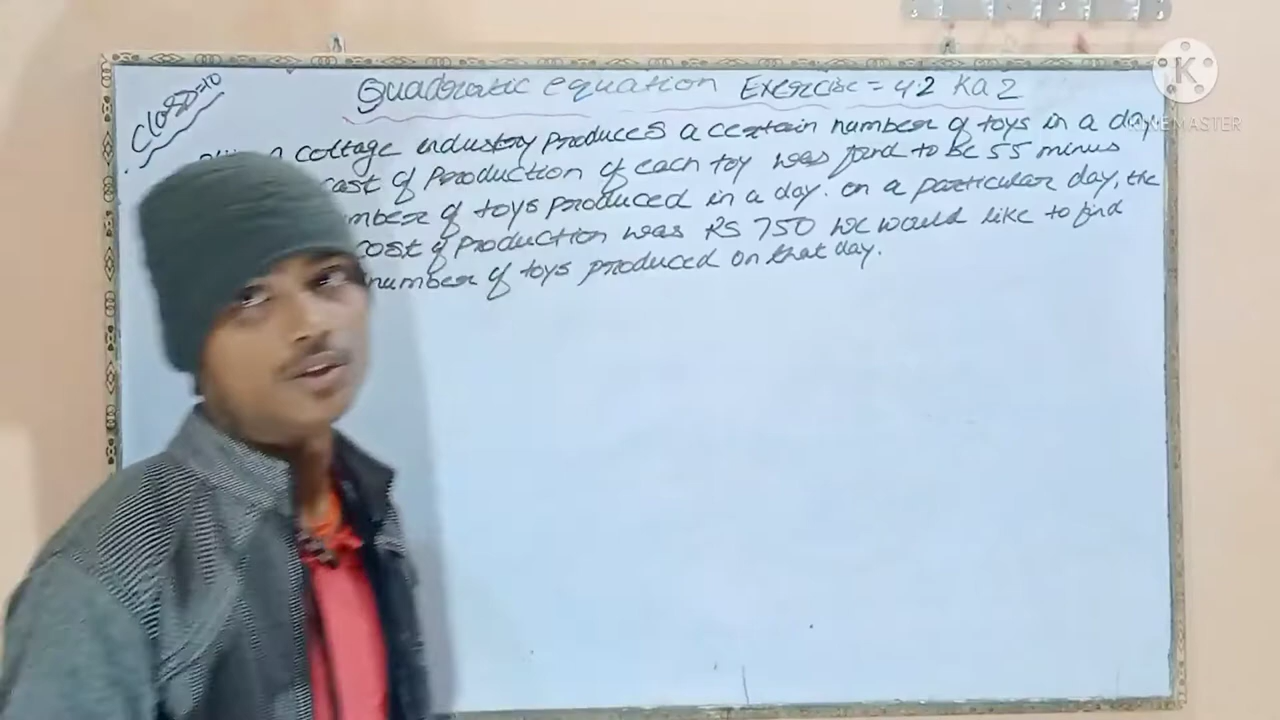 Class=10
Quadratic equation Exercise = 4.2 Ka 2
cottage industry produces a certain number of toys in a day
cost of production of each toy was found to be 55 minus
mber of toys produced in a day. on a particular day, the
cost of production was RS 750 we would like to find
number of toys produced on that day.
K
KINEMASTER